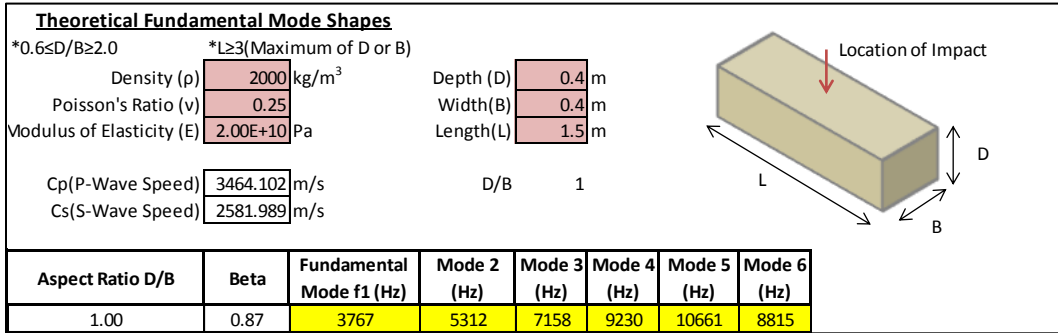 Theoretical Fundamental Mode Shapes
*0.6≤D/B≥2.0 *L≥3(Maximum of D or B)
Density (ρ) 2000 kg/m³ Depth (D) 0.4 m
Poisson's Ratio (ν) 0.25 Width(B) 0.4 m
Modulus of Elasticity (E) 2.00E+10 Pa Length(L) 1.5 m
Cp(P-Wave Speed) 3464.102 m/s D/B 1
Cs(S-Wave Speed) 2581.989 m/s
Location of Impact
D
L
B
Aspect Ratio D/B Beta Fundamental Mode f1 (Hz) Mode 2 (Hz) Mode 3 (Hz) Mode 4 (Hz) Mode 5 (Hz) Mode 6 (Hz)
1.00 0.87 3767 5312 7158 9230 10661 8815